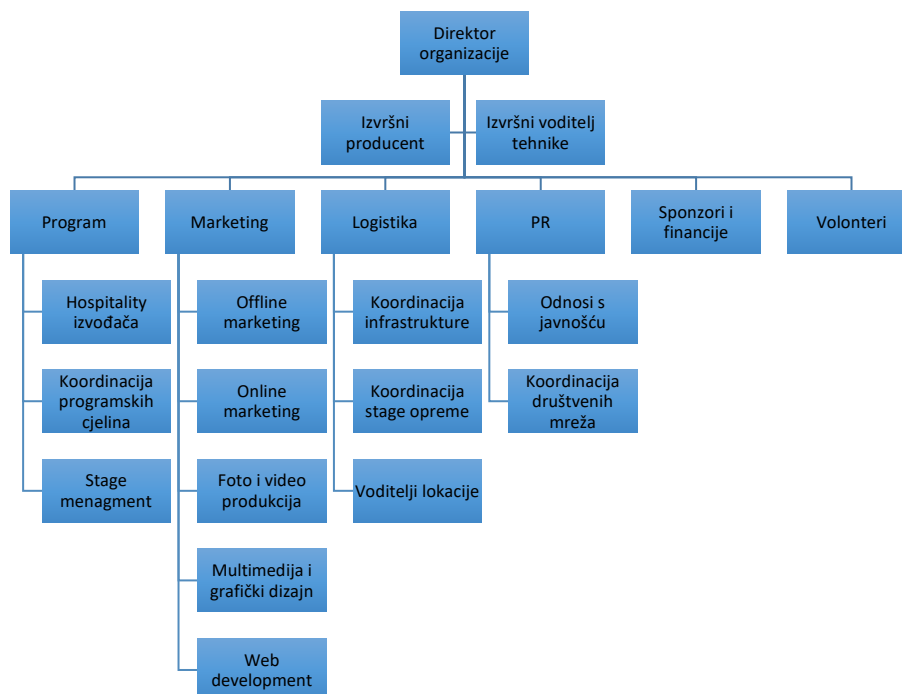 Direktor
organizacije
Izvršni
producent
Izvršni voditelj
tehnike
Program
Marketing
Logistika
PR
Sponzori i
financije
Volonteri
Hospitality
izvođača
Offline
marketing
Koordinacija
infrastrukture
Odnosi s
javnošću
Koordinacija
programskih
cjelina
Online
marketing
Koordinacija
stage opreme
Koordinacija
društvenih
mreža
Stage
menagment
Foto i video
produkcija
Voditelji lokacije
Multimedija i
grafički dizajn
Web
development